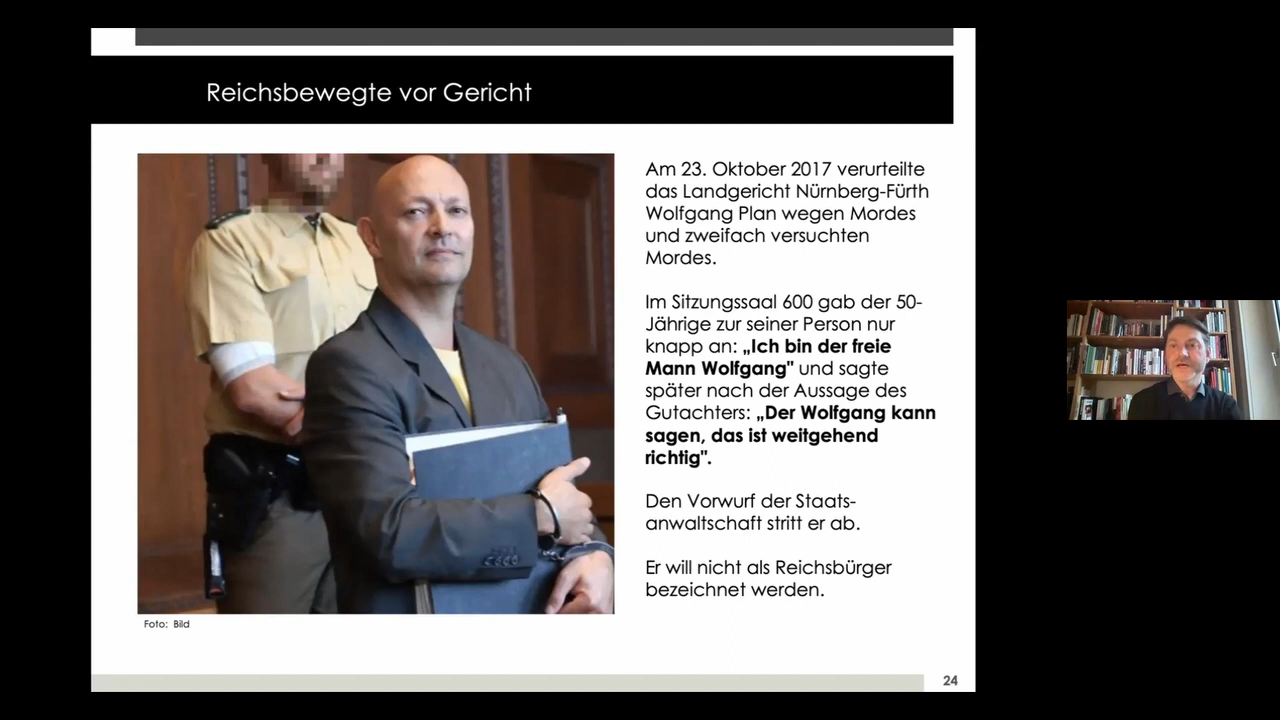 Reichsbewegte vor Gericht
Am 23. Oktober 2017 verurteilte
das Landgericht Nürnberg-Fürth
Wolfgang Plan wegen Mordes
und zweifach versuchten
Mordes.
Im Sitzungssaal 600 gab der 50-
Jährige zur seiner Person nur
knapp an: „Ich bin der freie
Mann Wolfgang" und sagte
später nach der Aussage des
Gutachters: „Der Wolfgang kann
sagen, das ist weitgehend
richtig".
Den Vorwurf der Staats-
anwaltschaft stritt er ab.
Er will nicht als Reichsbürger
bezeichnet werden.
Foto: Bild
24